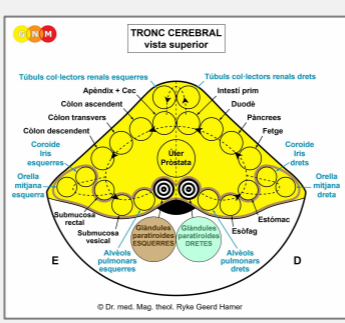 GNM
TRONC CEREBRAL
vista superior
Túbuls col·lectors renals esquerres
Túbuls col·lectors renals drets
Apèndix + Cec
Intestí prim
Còlon ascendent
Duodè
Còlon transvers
Pàncrees
Còlon descendent
Fetge
Coroide
Iris
esquerres
Coroide
Iris
drets
Úter
Pròstata
Orella
mitjana
esquerra
Orella
mitjana
dreta
Submucosa
rectal
Estómac
Submucosa
vesical
Esòfag
Glàndules
paratiroides
ESQUERRES
Glàndules
paratiroides
DRETES
Alvèols
pulmonars
esquerres
Alvèols
pulmonars
drets
E
D
© Dr. med. Mag. theol. Ryke Geerd Hamer